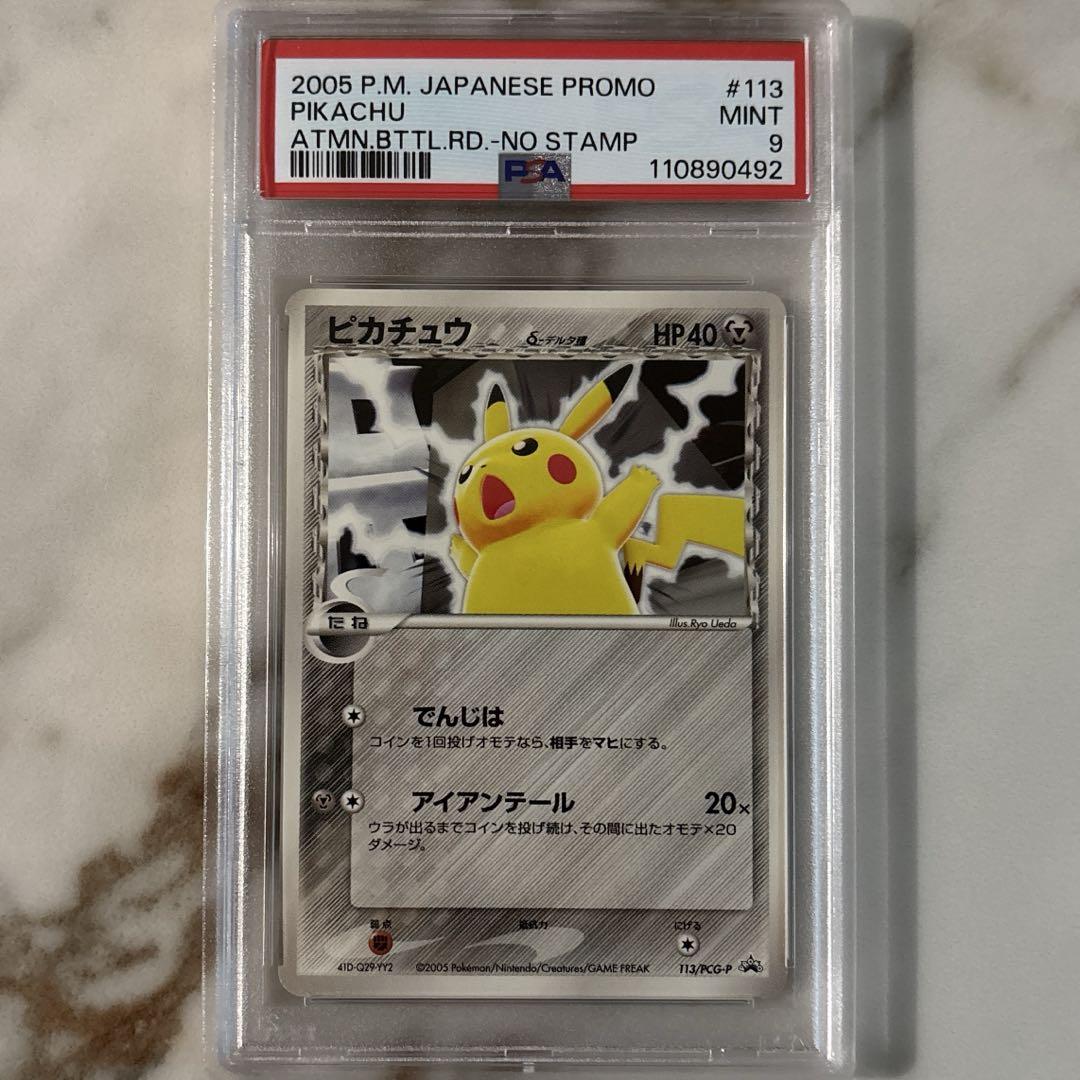 2005 P.M. JAPANESE PROMO #113
PIKACHU MINT
ATMN.BTTL.RD.-NO STAMP 9
PSA 110890492
ピカチュウ δ-デルタ種 HP40
たね
Illus.Ryo Ueda
でんじは
コインを1回投げオモテなら、相手をマヒにする。
アイアンテール 20×
ウラが出るまでコインを投げ続け、その間に出たオモテ×20
ダメージ。
弱点 抵抗力 にげる
41D-Q29-YY2 ©2005 Pokémon/Nintendo/Creatures/GAME FREAK 113/PCG-P